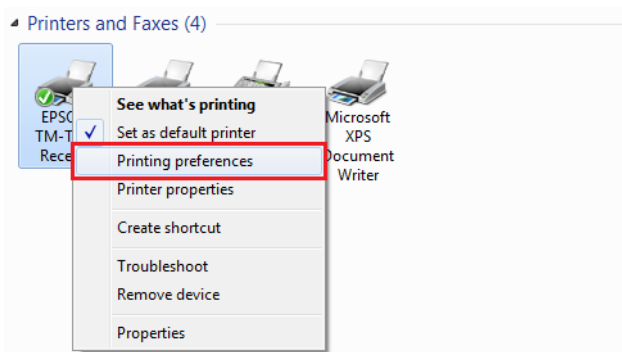 Printers and Faxes (4)
See what's printing
Set as default printer
Printing preferences
Printer properties
Create shortcut
Troubleshoot
Remove device
Properties
EPSO
TM-T
Rece
Microsoft
XPS
Document
Writer